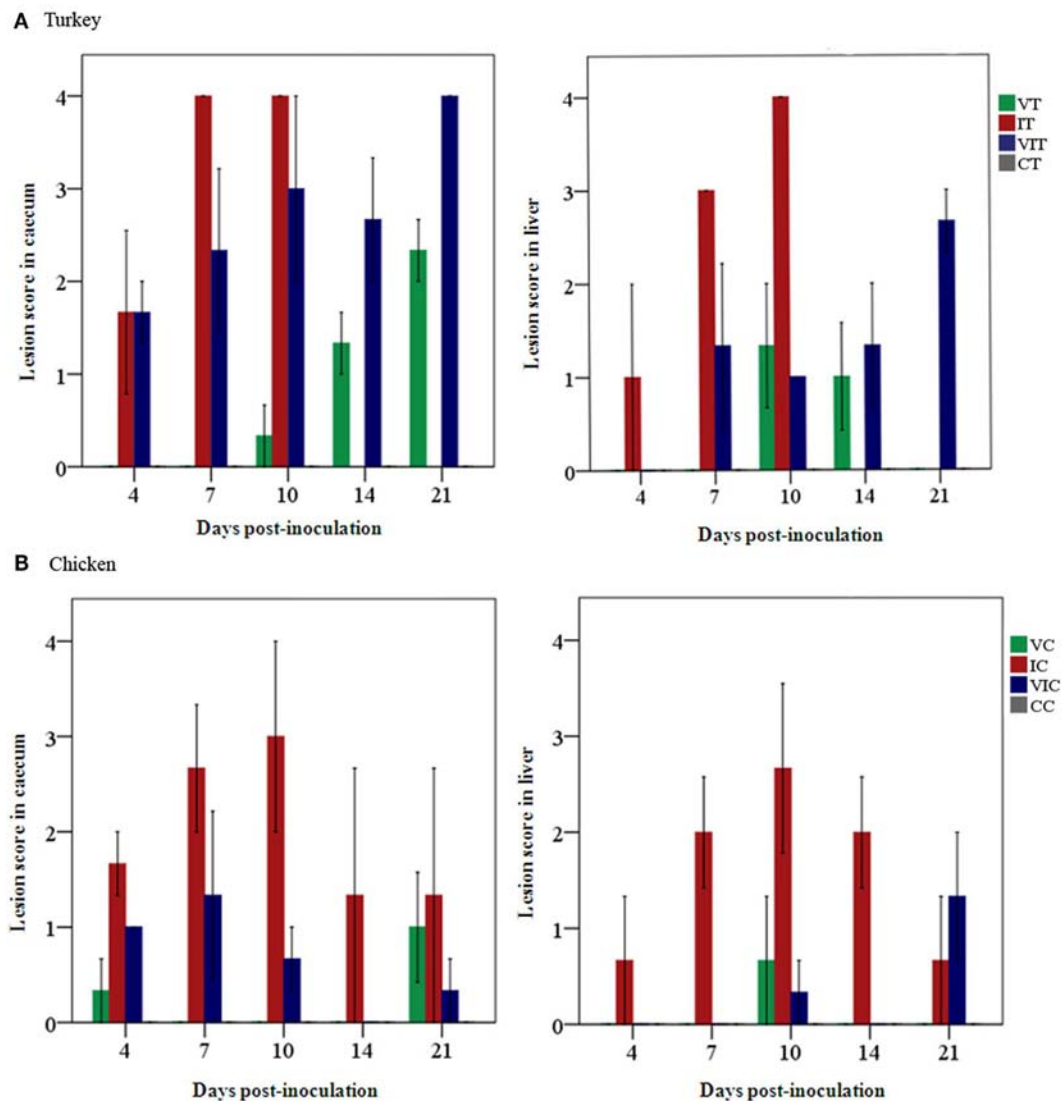 A Turkey
Lesion score in caecum
4
3
2
1
0
4 7 10 14 21
Days post-inoculation
Lesion score in liver
4
3
2
1
0
4 7 10 14 21
Days post-inoculation
VT
IT
VIT
CT
B Chicken
Lesion score in caecum
4
3
2
1
0
4 7 10 14 21
Days post-inoculation
Lesion score in liver
4
3
2
1
0
4 7 10 14 21
Days post-inoculation
VC
IC
VIC
CC